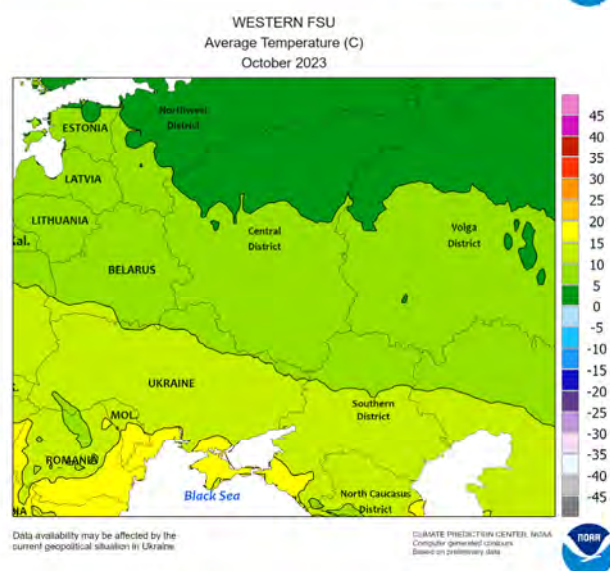 WESTERN FSU
Average Temperature (C)
October 2023
Northwest
District
ESTONIA
LATVIA
LITHUANIA
Kal.
BELARUS
Central
District
Volga
District
UKRAINE
MOL.
ROMANIA
Southern
District
Black Sea
North Caucasus
District
45
40
35
30
25
20
15
10
5
0
-5
-10
-15
-20
-25
-30
-35
-40
-45
Data availability may be affected by the
current geopolitical situation in Ukraine.
CLIMATE PREDICTION CENTER, NOAA
Computer generated contours
Based on preliminary data
NOAA